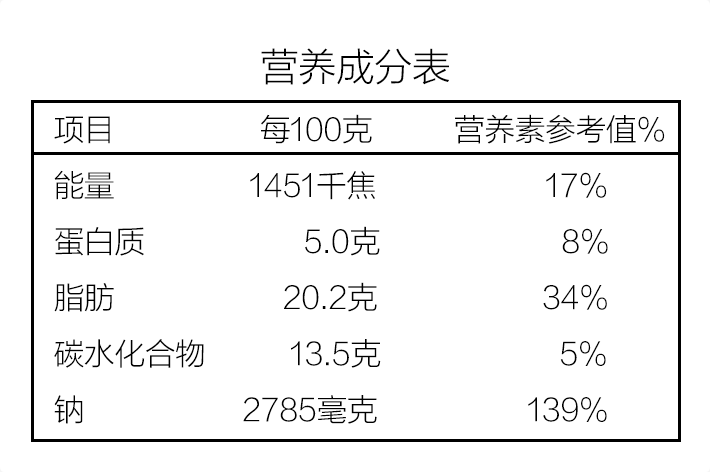 营养成分表
项目 每100克 营养素参考值%
能量 1451千焦 17%
蛋白质 5.0克 8%
脂肪 20.2克 34%
碳水化合物 13.5克 5%
钠 2785毫克 139%